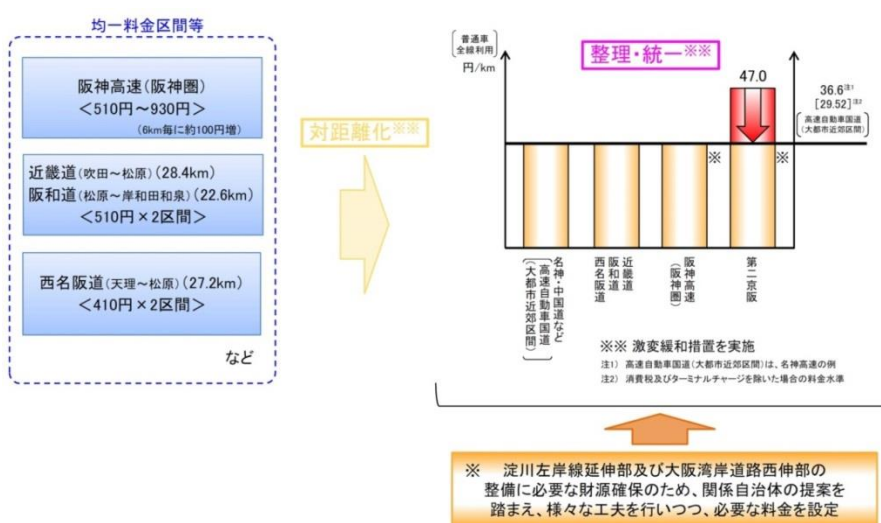 均一料金区間等
阪神高速(阪神圏)
<510円~930円>
(6km毎に約100円増)
近畿道(吹田~松原)(28.4km)
阪和道(松原~岸和田和泉)(22.6km)
<510円×2区間>
西名阪道(天理~松原)(27.2km)
<410円×2区間>
など
対距離化※※
普通車
全線利用
円/km
整理・統一※※
47.0
36.6注1
[29.52]注2
高速自動車国道
(大都市近郊区間)
※
※
名神・中国道など
高速自動車国道
(大都市近郊区間)
近畿道
阪和道
西名阪道
阪神高速
(阪神圏)
第二京阪
※※ 激変緩和措置を実施
注1) 高速自動車国道(大都市近郊区間)は、名神高速の例
注2) 消費税及びターミナルチャージを除いた場合の料金水準
※ 淀川左岸線延伸部及び大阪湾岸道路西伸部の
整備に必要な財源確保のため、関係自治体の提案を
踏まえ、様々な工夫を行いつつ、必要な料金を設定